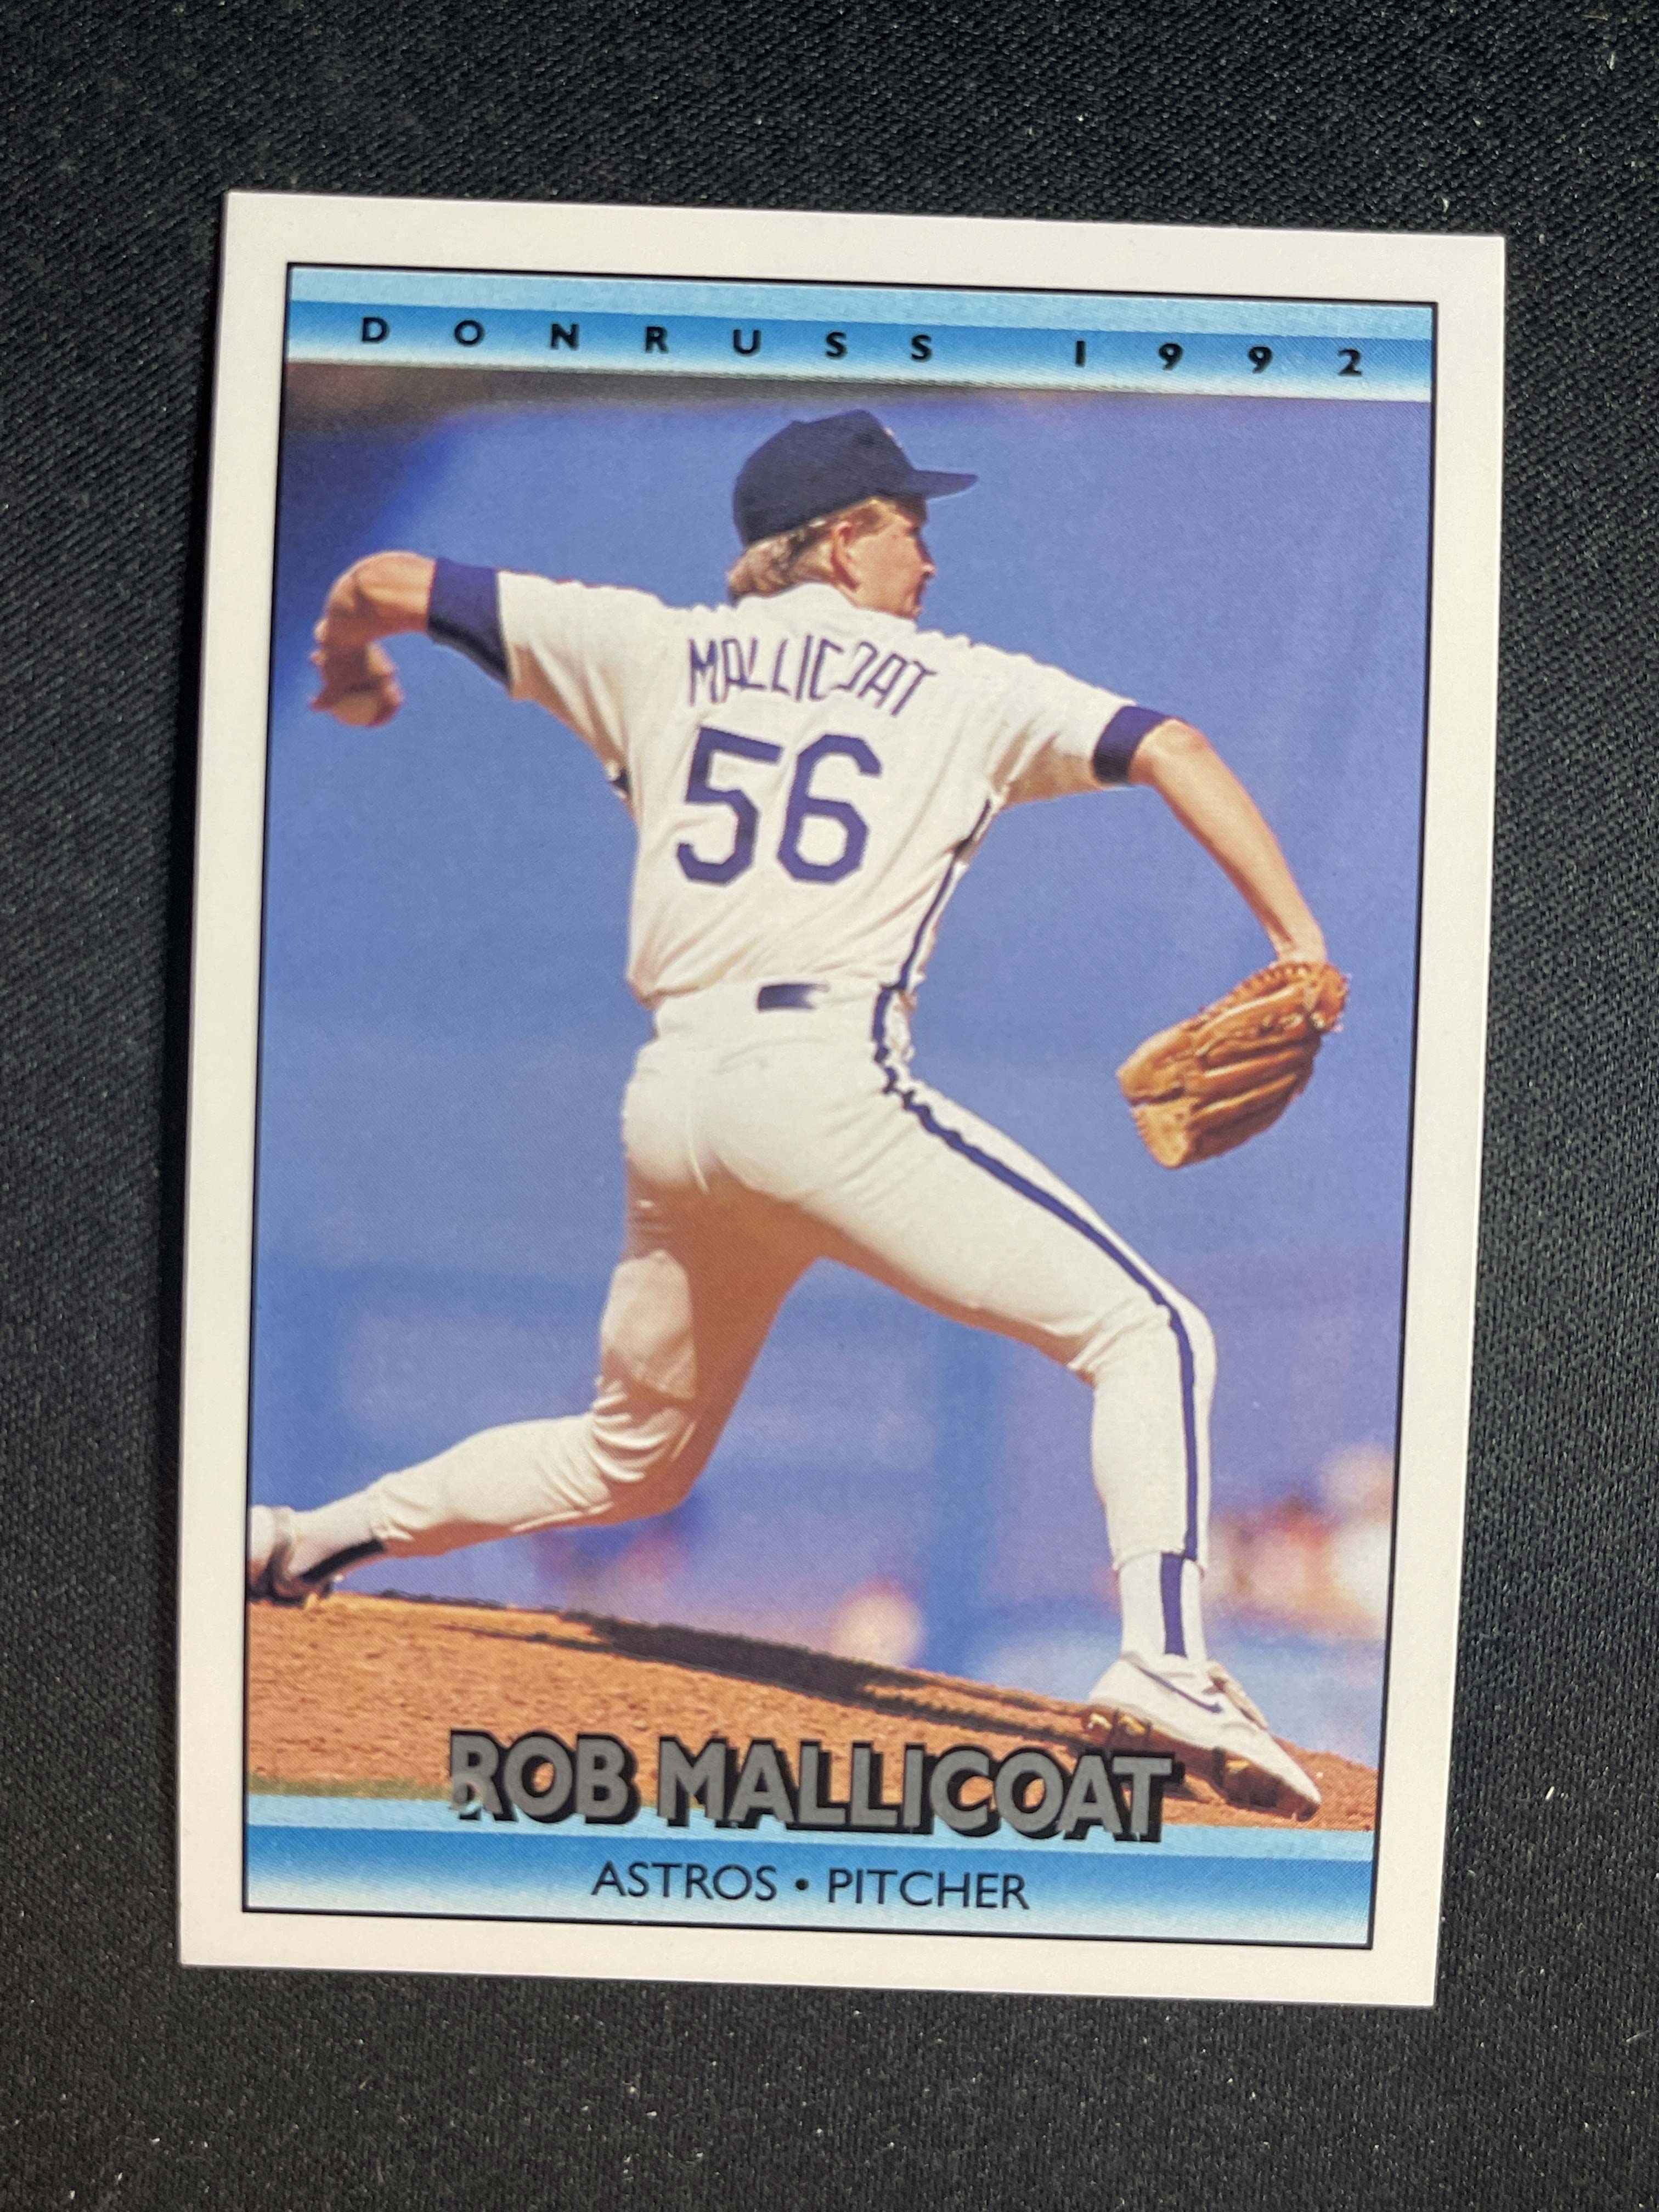 DONRUSS 1992
MALLICOAT
56
ROB MALLICOAT
ASTROS • PITCHER